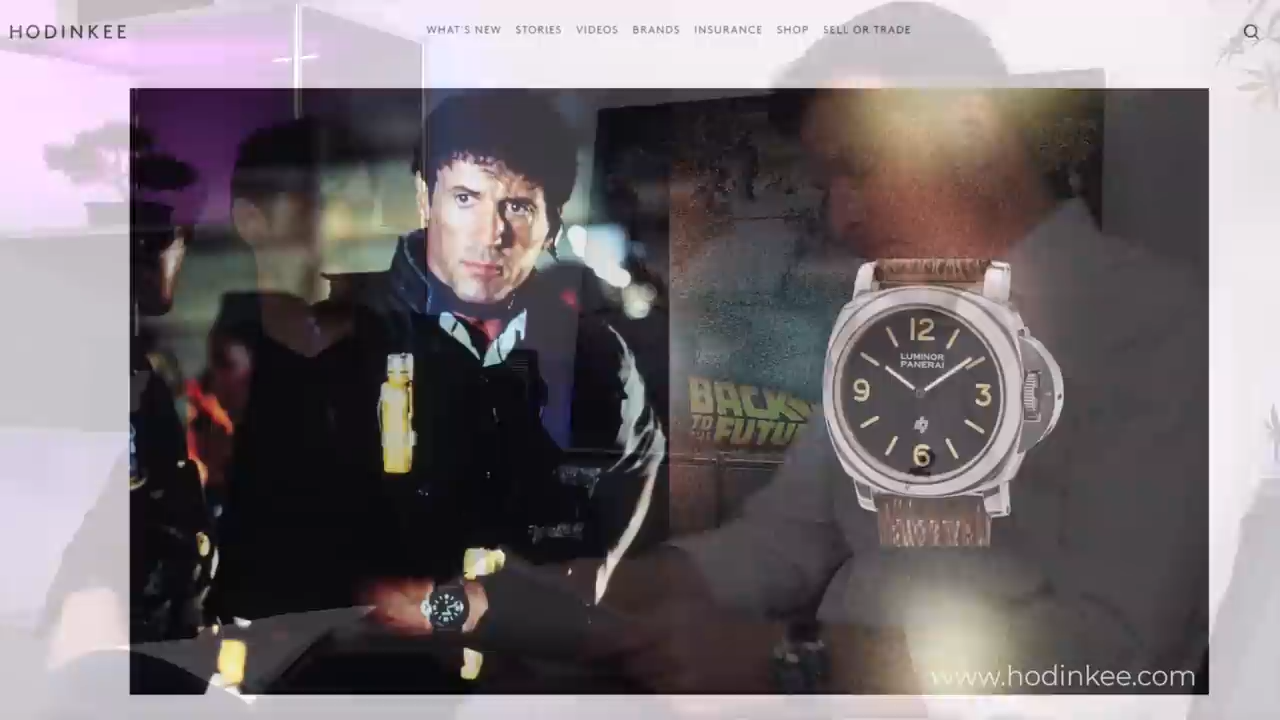 HODINKEE
WHAT'S NEW STORIES VIDEOS BRANDS INSURANCE SHOP SELL OR TRADE
12
LUMINOR
PANERAI
9
3
BACK
TO
THE FUTU
6
www.hodinkee.com